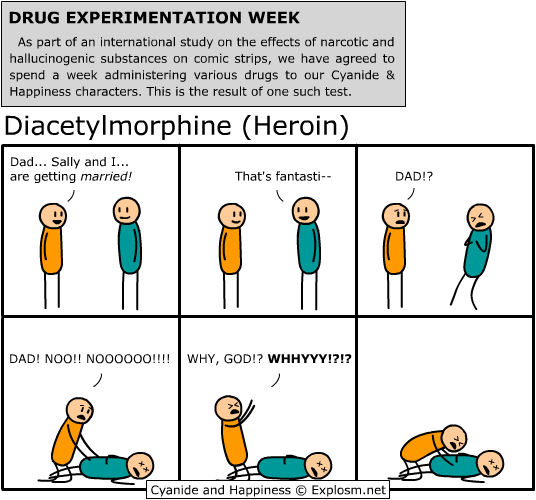 DRUG EXPERIMENTATION WEEK
As part of an international study on the effects of narcotic and
hallucinogenic substances on comic strips, we have agreed to
spend a week administering various drugs to our Cyanide &
Happiness characters. This is the result of one such test.
Diacetylmorphine (Heroin)
Dad... Sally and I...
are getting married!
That's fantasti--
DAD!?
DAD! NOO!! NOOOOOO!!!!
WHY, GOD!? WHHYYY!?!?
Cyanide and Happiness © Explosm.net